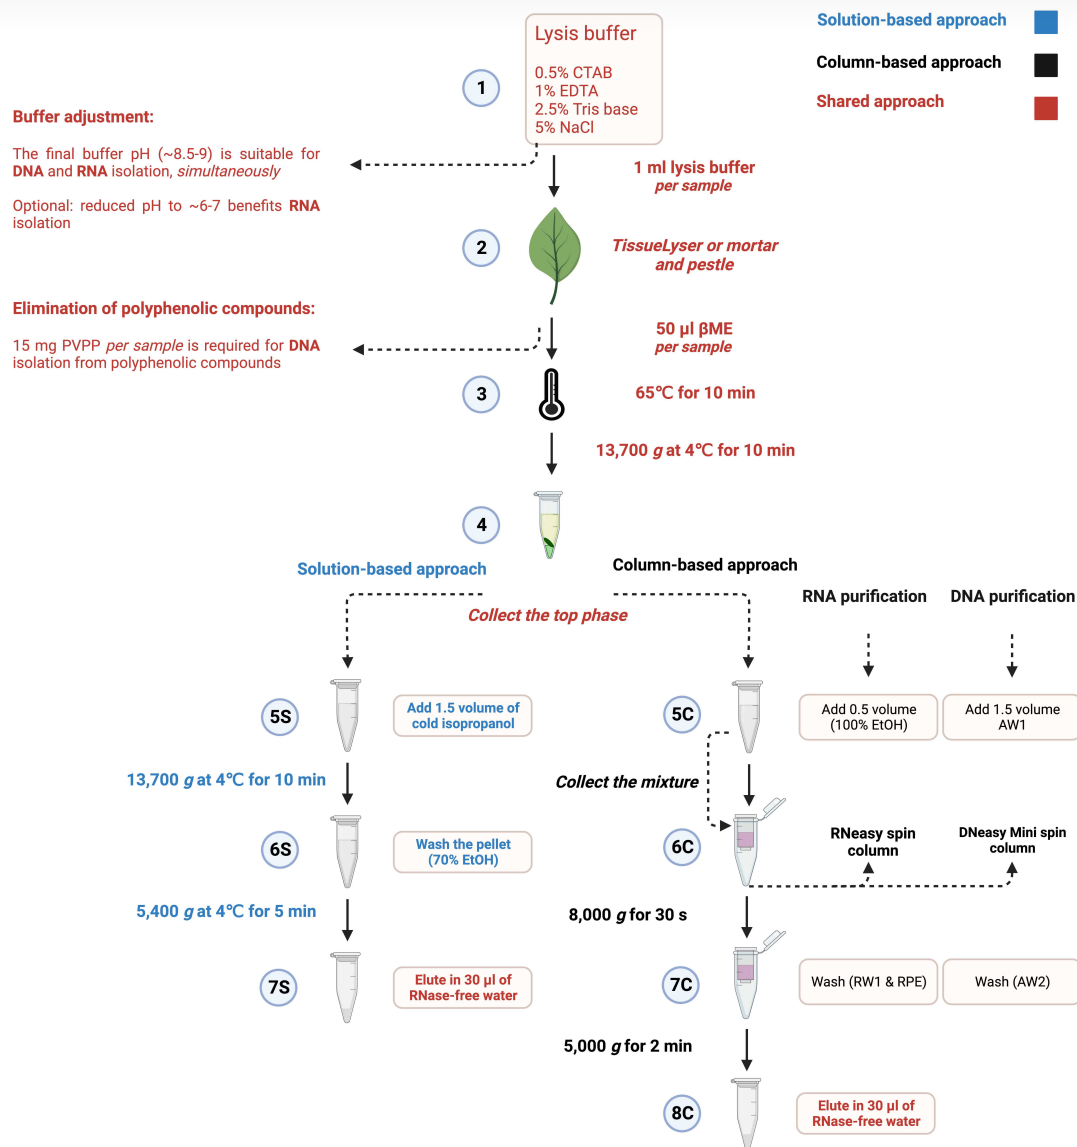 Solution-based approach
Column-based approach
Shared approach
Lysis buffer
0.5% CTAB
1% EDTA
2.5% Tris base
5% NaCl
1
Buffer adjustment:
The final buffer pH (~8.5-9) is suitable for
DNA and RNA isolation, simultaneously
Optional: reduced pH to ~6-7 benefits RNA
isolation
1 ml lysis buffer
per sample
2
TissueLyser or mortar
and pestle
Elimination of polyphenolic compounds:
15 mg PVPP per sample is required for DNA
isolation from polyphenolic compounds
50 µl βME
per sample
3
65℃ for 10 min
13,700 g at 4℃ for 10 min
4
Solution-based approach
Column-based approach
Collect the top phase
RNA purification
DNA purification
5S
Add 1.5 volume of
cold isopropanol
5C
Add 0.5 volume
(100% EtOH)
Add 1.5 volume
AW1
13,700 g at 4℃ for 10 min
Collect the mixture
6S
Wash the pellet
(70% EtOH)
6C
RNeasy spin
column
DNeasy Mini spin
column
5,400 g at 4℃ for 5 min
8,000 g for 30 s
7S
Elute in 30 µl of
RNase-free water
7C
Wash (RW1 & RPE)
Wash (AW2)
5,000 g for 2 min
8C
Elute in 30 µl of
RNase-free water